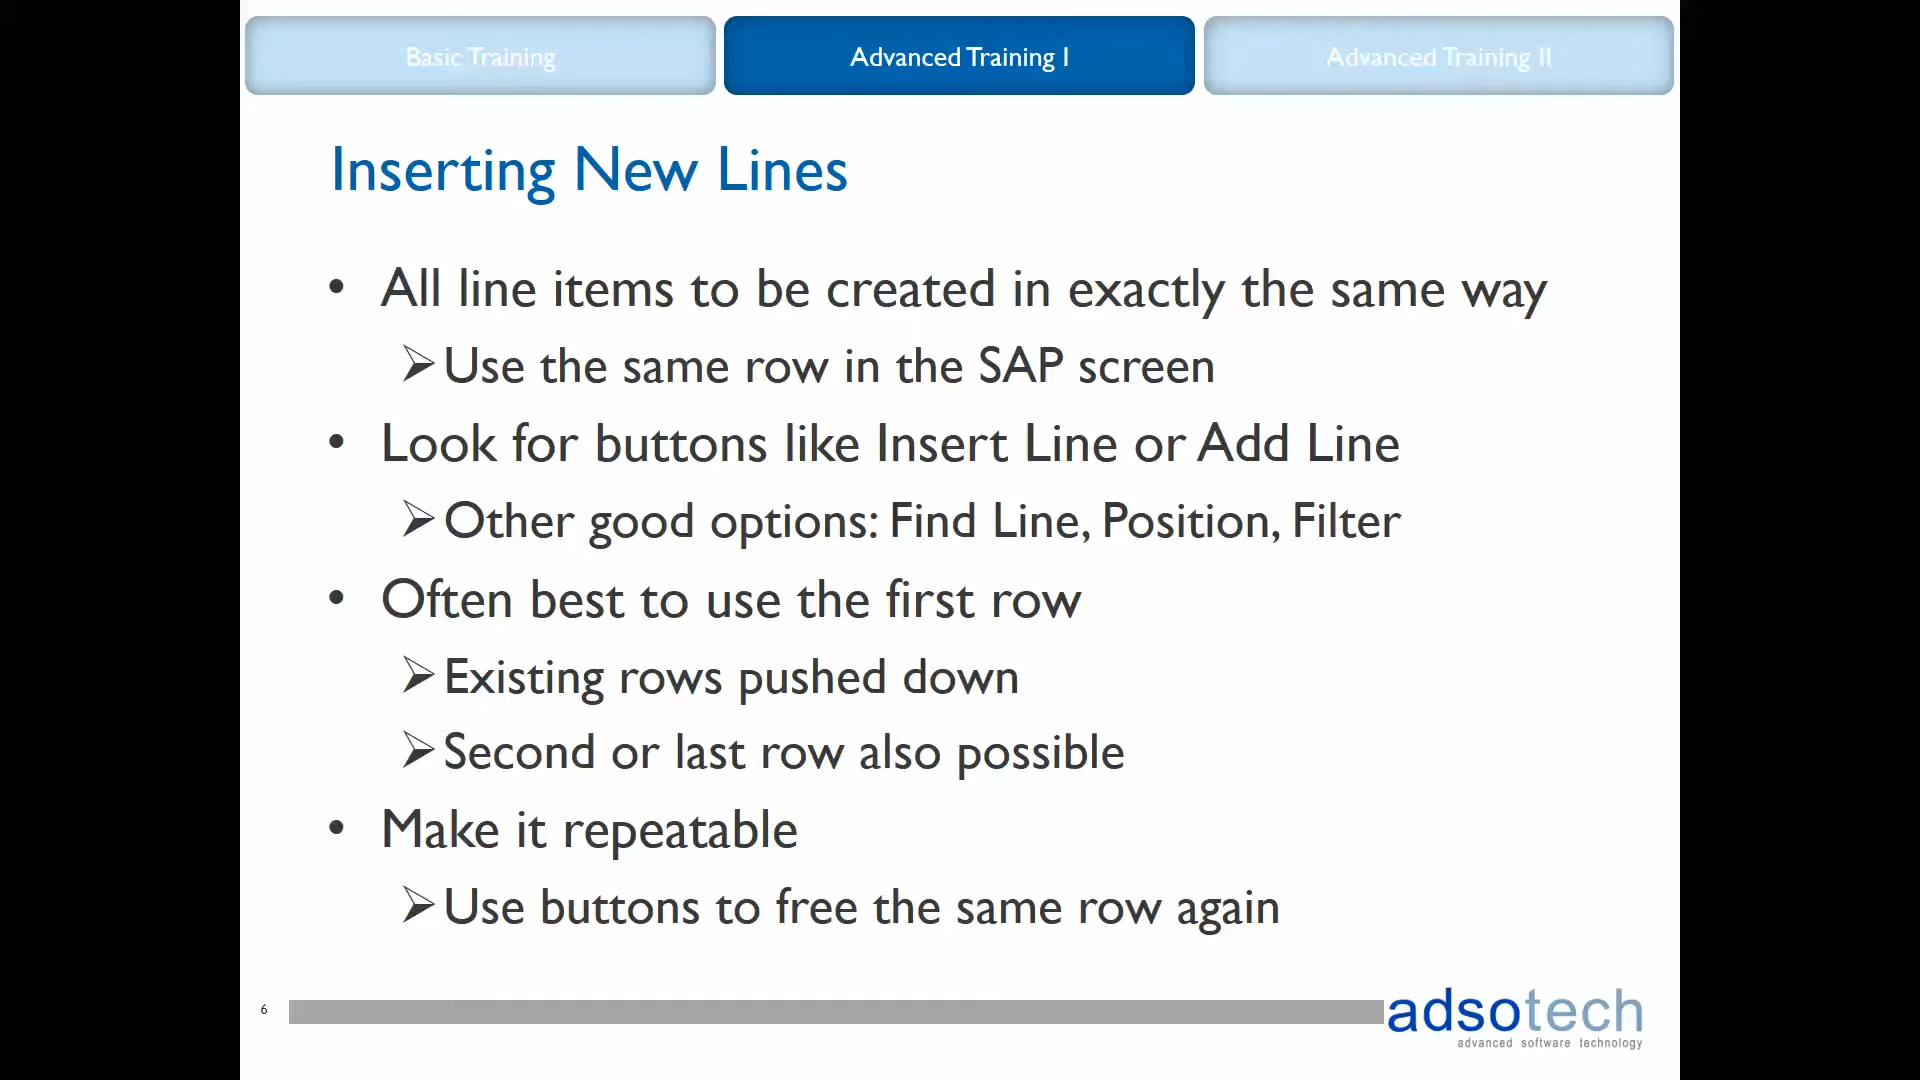 Basic Training
Advanced Training I
Advanced Training II
Inserting New Lines
• All line items to be created in exactly the same way
➢ Use the same row in the SAP screen
• Look for buttons like Insert Line or Add Line
➢ Other good options: Find Line, Position, Filter
• Often best to use the first row
➢ Existing rows pushed down
➢ Second or last row also possible
• Make it repeatable
➢ Use buttons to free the same row again
6
adsotech
advanced software technology